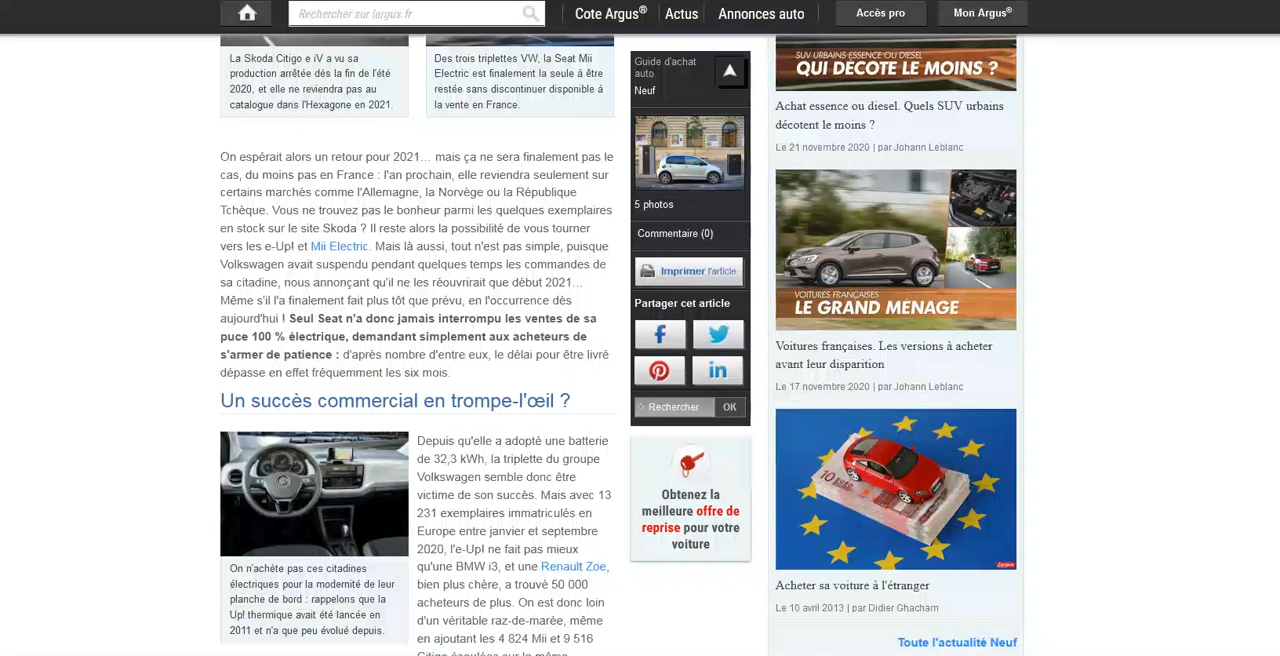 Rechercher sur largus.fr
Cote Argus®
Actus
Annonces auto
Accès pro
Mon Argus®
La Skoda Citigo e iV a vu sa
production arrêtée dès la fin de l'été
2020, et elle ne reviendra pas au
catalogue dans l'Hexagone en 2021.
Des trois triplettes VW, la Seat Mii
Electric est finalement la seule à être
restée sans discontinuer disponible à
la vente en France.
On espérait alors un retour pour 2021... mais ça ne sera finalement pas le
cas, du moins pas en France : l'an prochain, elle reviendra seulement sur
certains marchés comme l'Allemagne, la Norvège ou la République
Tchèque. Vous ne trouvez pas le bonheur parmi les quelques exemplaires
en stock sur le site Skoda ? Il reste alors la possibilité de vous tourner
vers les e-Up! et Mii Electric. Mais là aussi, tout n'est pas simple, puisque
Volkswagen avait suspendu pendant quelques temps les commandes de
sa citadine, nous annonçant qu'il ne les réouvrirait que début 2021...
Même s'il l'a finalement fait plus tôt que prévu, en l'occurrence dès
aujourd'hui ! Seul Seat n'a donc jamais interrompu les ventes de sa
puce 100 % électrique, demandant simplement aux acheteurs de
s'armer de patience : d'après nombre d'entre eux, le délai pour être livré
dépasse en effet fréquemment les six mois.
Un succès commercial en trompe-l'œil ?
On n'achète pas ces citadines
électriques pour la modernité de leur
planche de bord : rappelons que la
Up! thermique avait été lancée en
2011 et n'a que peu évolué depuis.
Depuis qu'elle a adopté une batterie
de 32,3 kWh, la triplette du groupe
Volkswagen semble donc être
victime de son succès. Mais avec 13
231 exemplaires immatriculés en
Europe entre janvier et septembre
2020, l'e-Up! ne fait pas mieux
qu'une BMW i3, et une Renault Zoe,
bien plus chère, a trouvé 50 000
acheteurs de plus. On est donc loin
d'un véritable raz-de-marée, même
en ajoutant les 4 824 Mii et 9 516
Citigo écoulées sur la même
Guide d'achat
auto
Neuf
5 photos
Commentaire (0)
Imprimer l'article
Partager cet article
Rechercher
OK
Obtenez la
meilleure offre de
reprise pour votre
voiture
SUV URBAINS ESSENCE OU DIESEL
QUI DÉCOTE LE MOINS ?
Achat essence ou diesel. Quels SUV urbains
décotent le moins ?
Le 21 novembre 2020 | par Johann Leblanc
VOITURES FRANÇAISES
LE GRAND MÉNAGE
Voitures françaises. Les versions à acheter
avant leur disparition
Le 17 novembre 2020 | par Johann Leblanc
10 EURO
Acheter sa voiture à l'étranger
Le 10 avril 2013 | par Didier Ghacham
Toute l'actualité Neuf